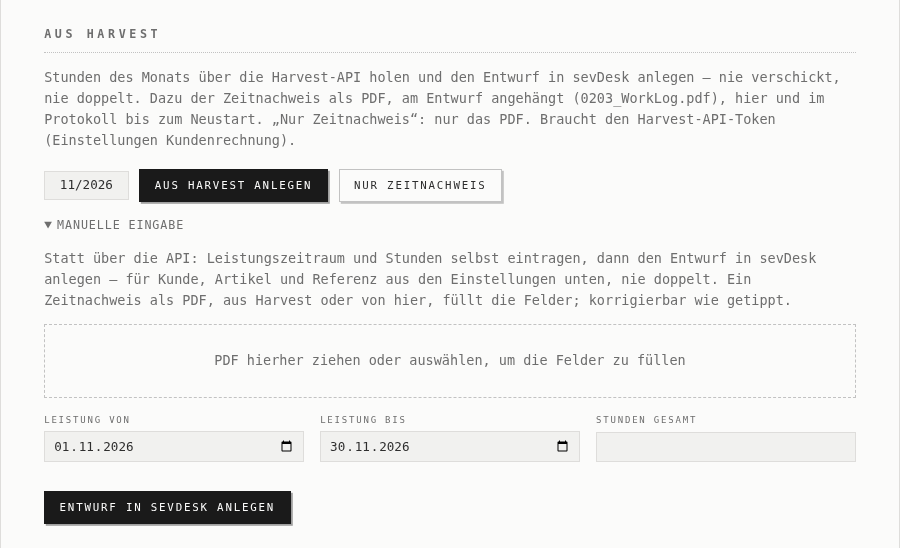 AUS HARVEST
Stunden des Monats über die Harvest-API holen und den Entwurf in sevDesk anlegen – nie verschickt,
nie doppelt. Dazu der Zeitnachweis als PDF, am Entwurf angehängt (0203_WorkLog.pdf), hier und im
Protokoll bis zum Neustart. „Nur Zeitnachweis“: nur das PDF. Braucht den Harvest-API-Token
(Einstellungen Kundenrechnung).
11/2026 AUS HARVEST ANLEGEN NUR ZEITNACHWEIS
▼ MANUELLE EINGABE
Statt über die API: Leistungszeitraum und Stunden selbst eintragen, dann den Entwurf in sevDesk
anlegen – für Kunde, Artikel und Referenz aus den Einstellungen unten, nie doppelt. Ein
Zeitnachweis als PDF, aus Harvest oder von hier, füllt die Felder; korrigierbar wie getippt.
PDF hierher ziehen oder auswählen, um die Felder zu füllen
LEISTUNG VON LEISTUNG BIS STUNDEN GESAMT
01.11.2026 30.11.2026
ENTWURF IN SEVDESK ANLEGEN